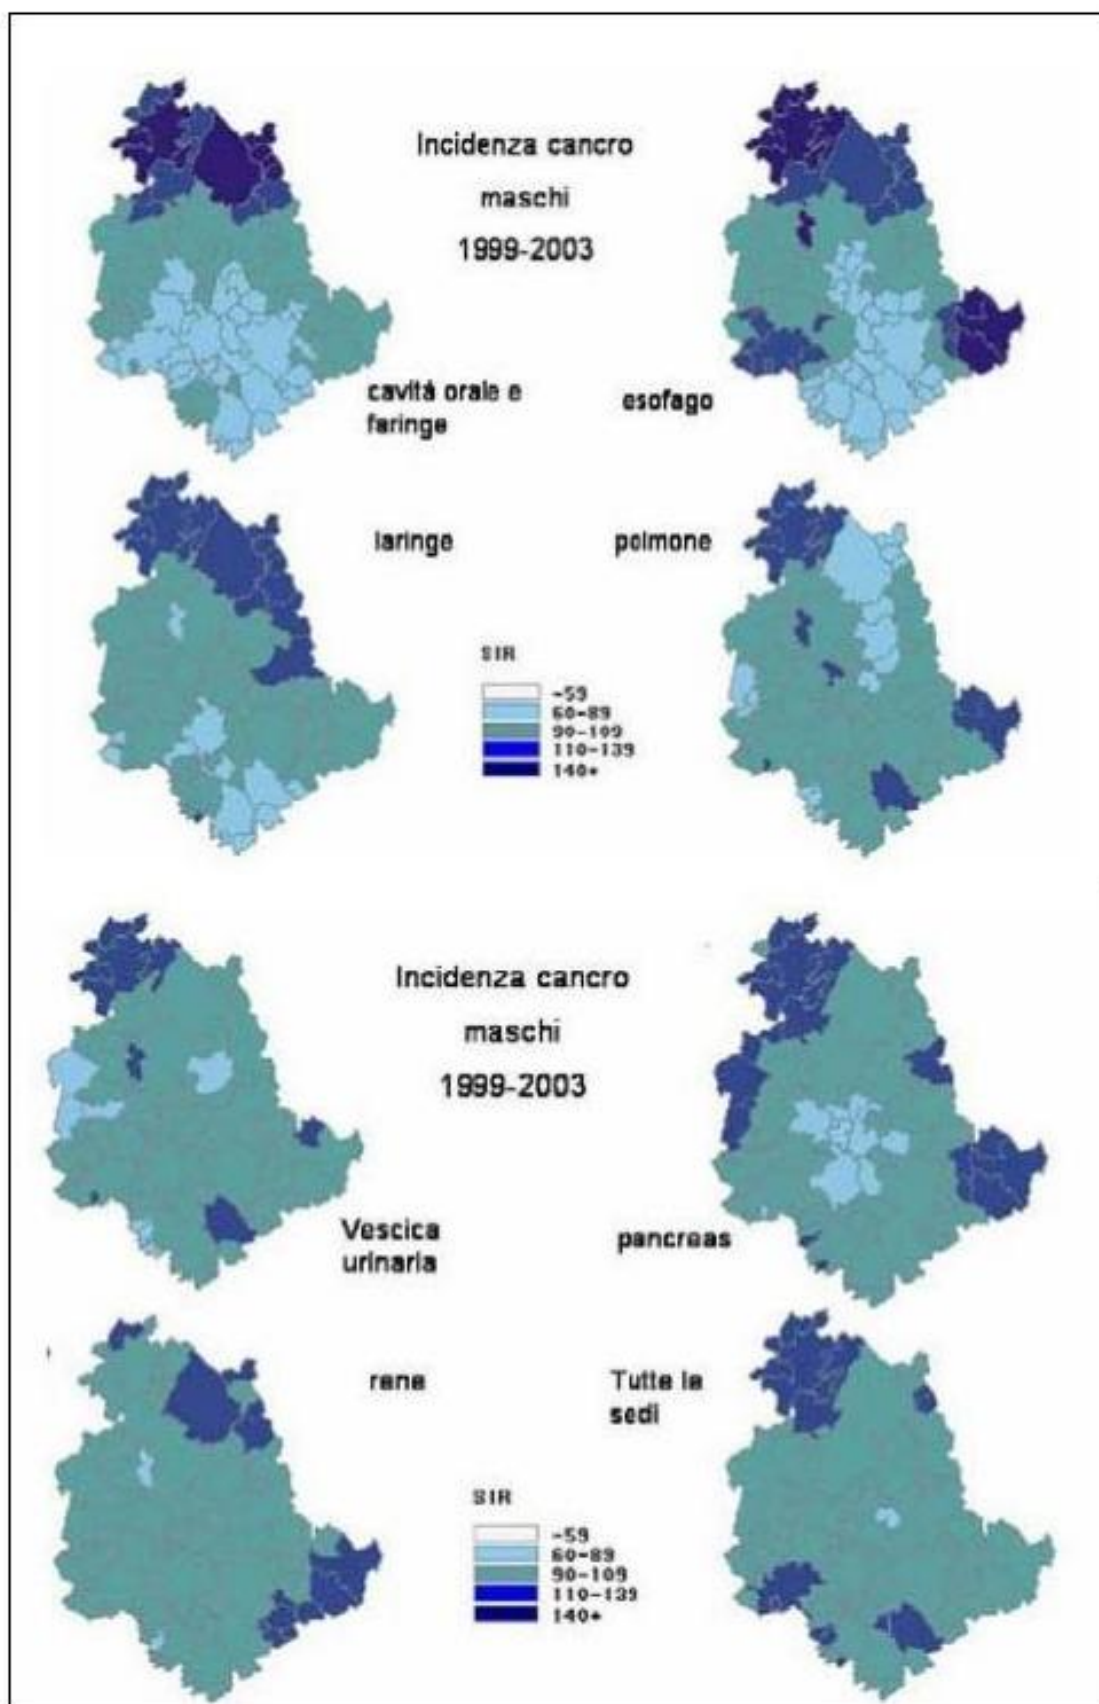 Incidenza cancro
maschi
1999-2003
cavitá orale e
faringe
esofago
laringe
polmone
SIR
-59
60-89
90-109
110-139
140+
Incidenza cancro
maschi
1999-2003
Vescica
urinaria
pancreas
rene
Tutte le
sedi
SIR
-59
60-89
90-109
110-139
140+